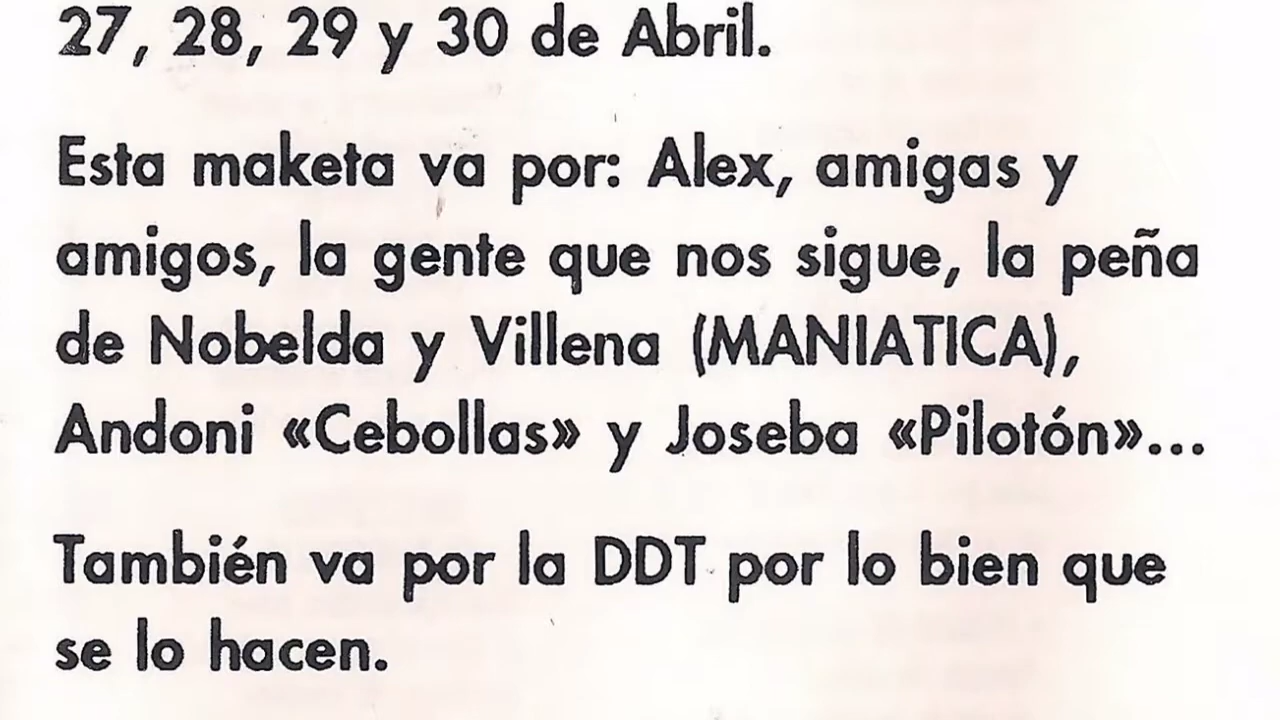 27, 28, 29 y 30 de Abril.
Esta maketa va por: Alex, amigas y
amigos, la gente que nos sigue, la peña
de Nobelda y Villena (MANIATICA),
Andoni «Cebollas» y Joseba «Pilotón»...
También va por la DDT por lo bien que
se lo hacen.